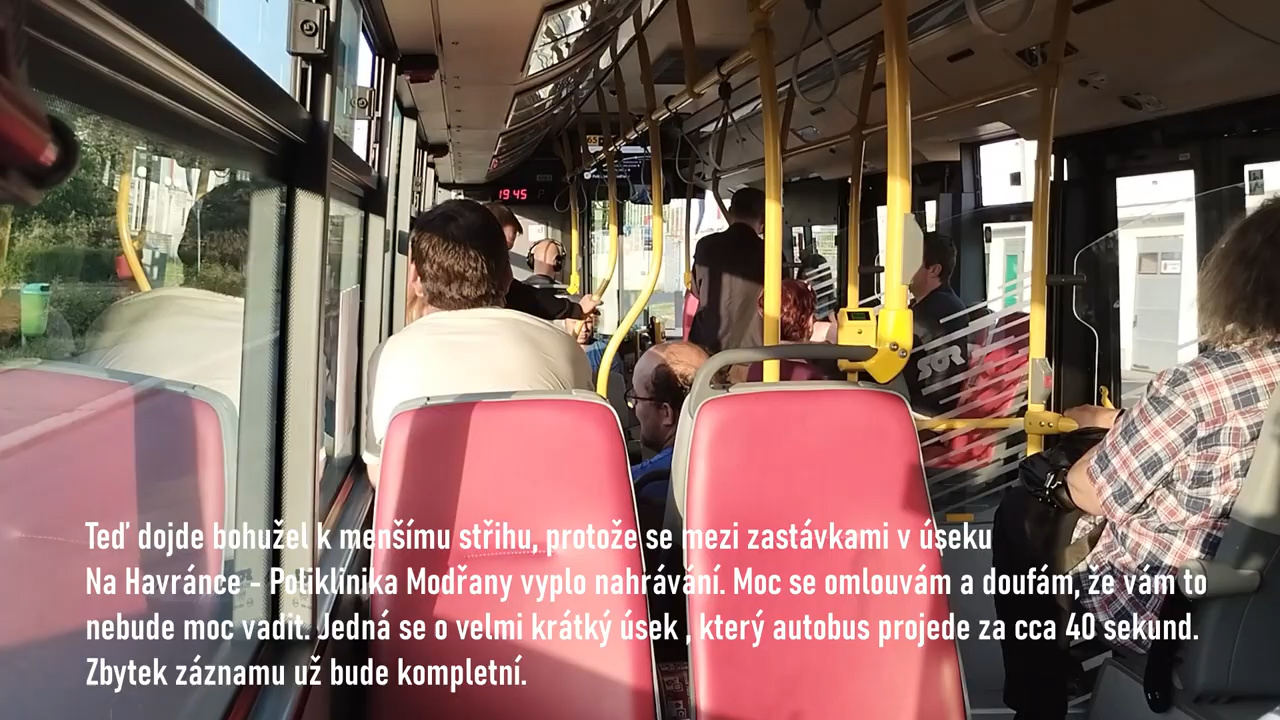 19 45
SOR
Teď dojde bohužel k menšímu střihu, protože se mezi zastávkami v úseku
Na Havránce - Poliklinika Modřany vyplo nahrávání. Moc se omlouvám a doufám, že vám to
nebude moc vadit. Jedná se o velmi krátký úsek , který autobus projede za cca 40 sekund.
Zbytek záznamu už bude kompletní.